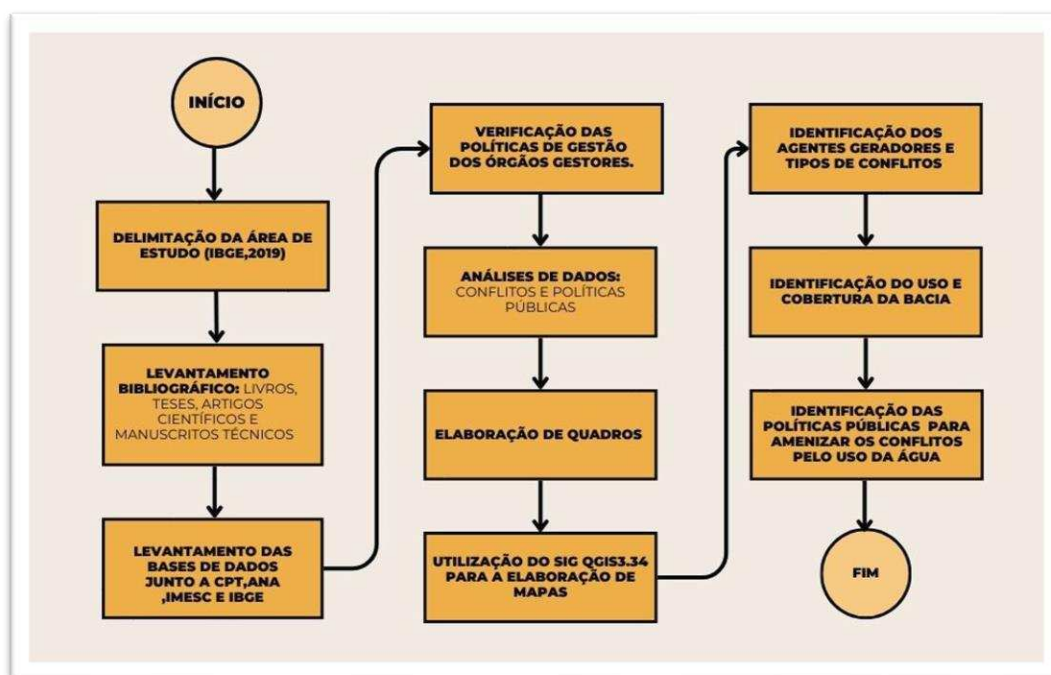 INÍCIO
DELIMITAÇÃO DA ÁREA DE
ESTUDO (IBGE,2019)
LEVANTAMENTO
BIBLIOGRÁFICO: LIVROS,
TESES, ARTIGOS
CIENTÍFICOS E
MANUSCRITOS TÉCNICOS
LEVANTAMENTO DAS
BASES DE DADOS
JUNTO A CPT,ANA
,IMESC E IBGE
VERIFICAÇÃO DAS
POLÍTICAS DE GESTÃO
DOS ÓRGÃOS GESTORES.
ANÁLISES DE DADOS:
CONFLITOS E POLÍTICAS
PÚBLICAS
ELABORAÇÃO DE QUADROS
UTILIZAÇÃO DO SIG QGIS3.34
PARA A ELABORAÇÃO DE
MAPAS
IDENTIFICAÇÃO DOS
AGENTES GERADORES E
TIPOS DE CONFLITOS
IDENTIFICAÇÃO DO USO E
COBERTURA DA BACIA
IDENTIFICAÇÃO DAS
POLÍTICAS PÚBLICAS PARA
AMENIZAR OS CONFLITOS
PELO USO DA ÁGUA
FIM